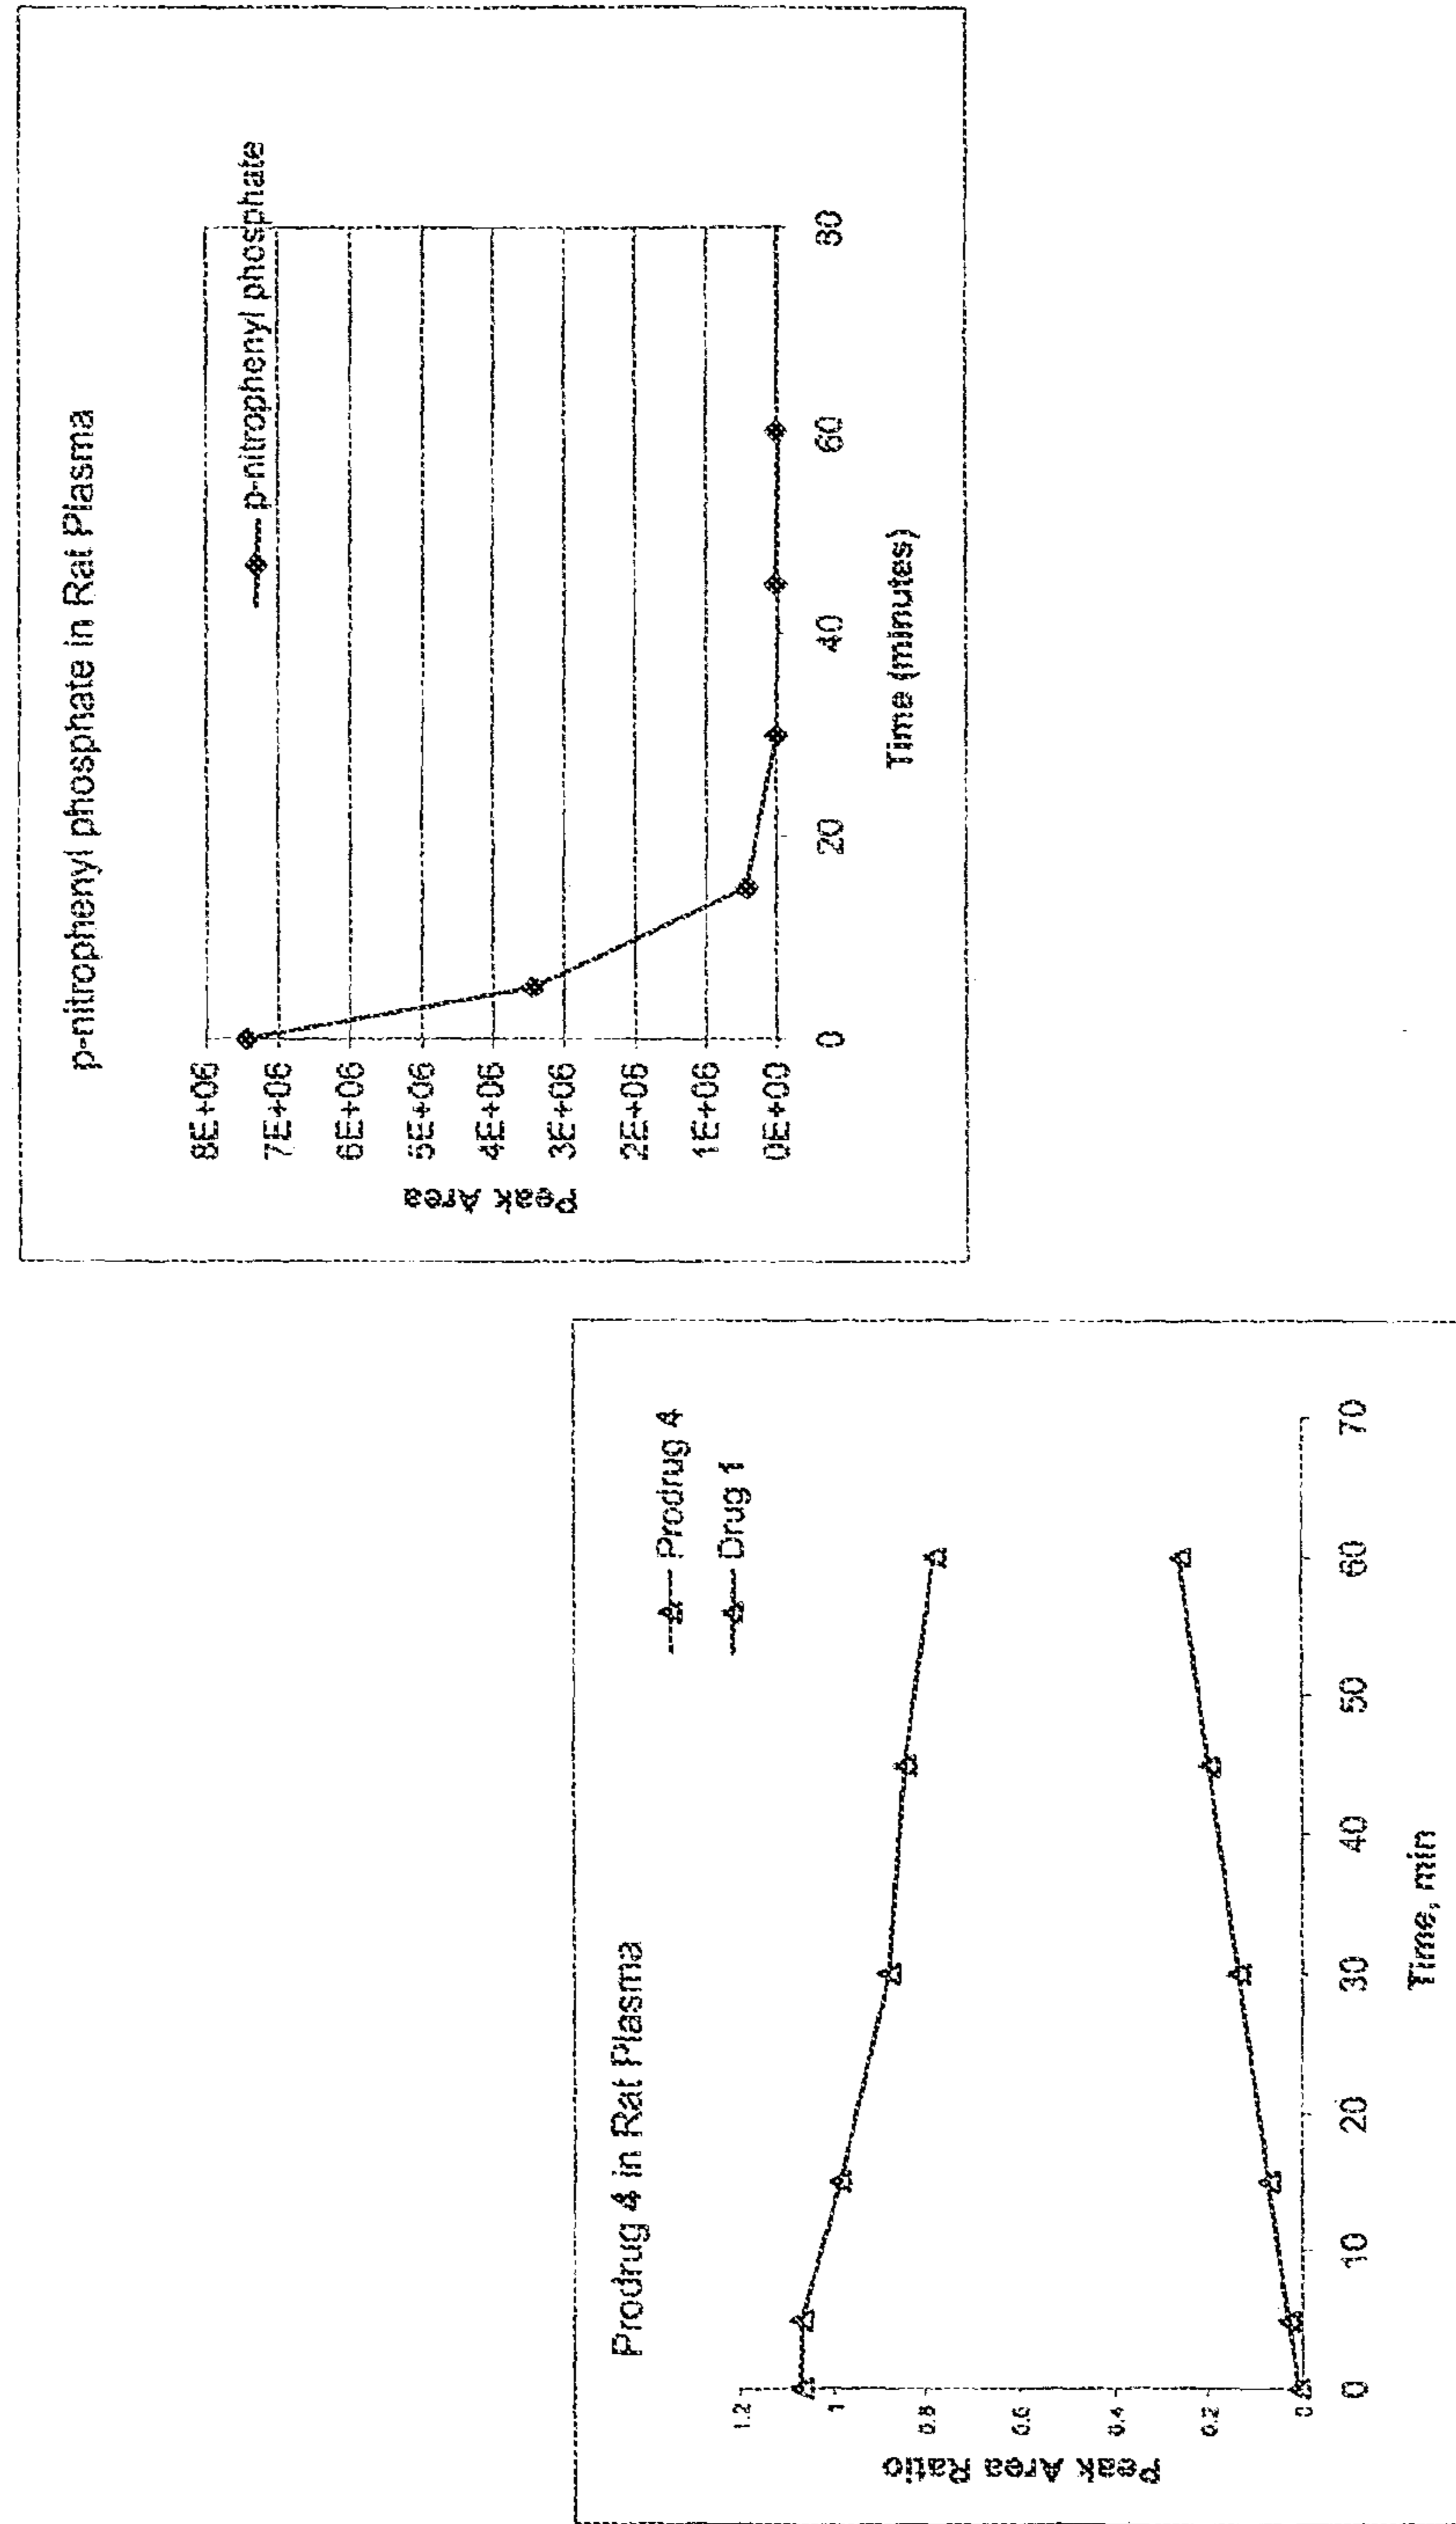 Prodrug 4 in Rat Plasma
Prodrug 4
Drug 1
Peak Area Ratio
1.2
1
0.8
0.6
0.4
0.2
0
0 10 20 30 40 50 60 70
Time, min
p-nitrophenyl phosphate in Rat Plasma
p-nitrophenyl phosphate
Peak Area
8E+06
7E+06
6E+06
5E+06
4E+06
3E+06
2E+06
1E+06
0E+00
0 20 40 60 80
Time (minutes)